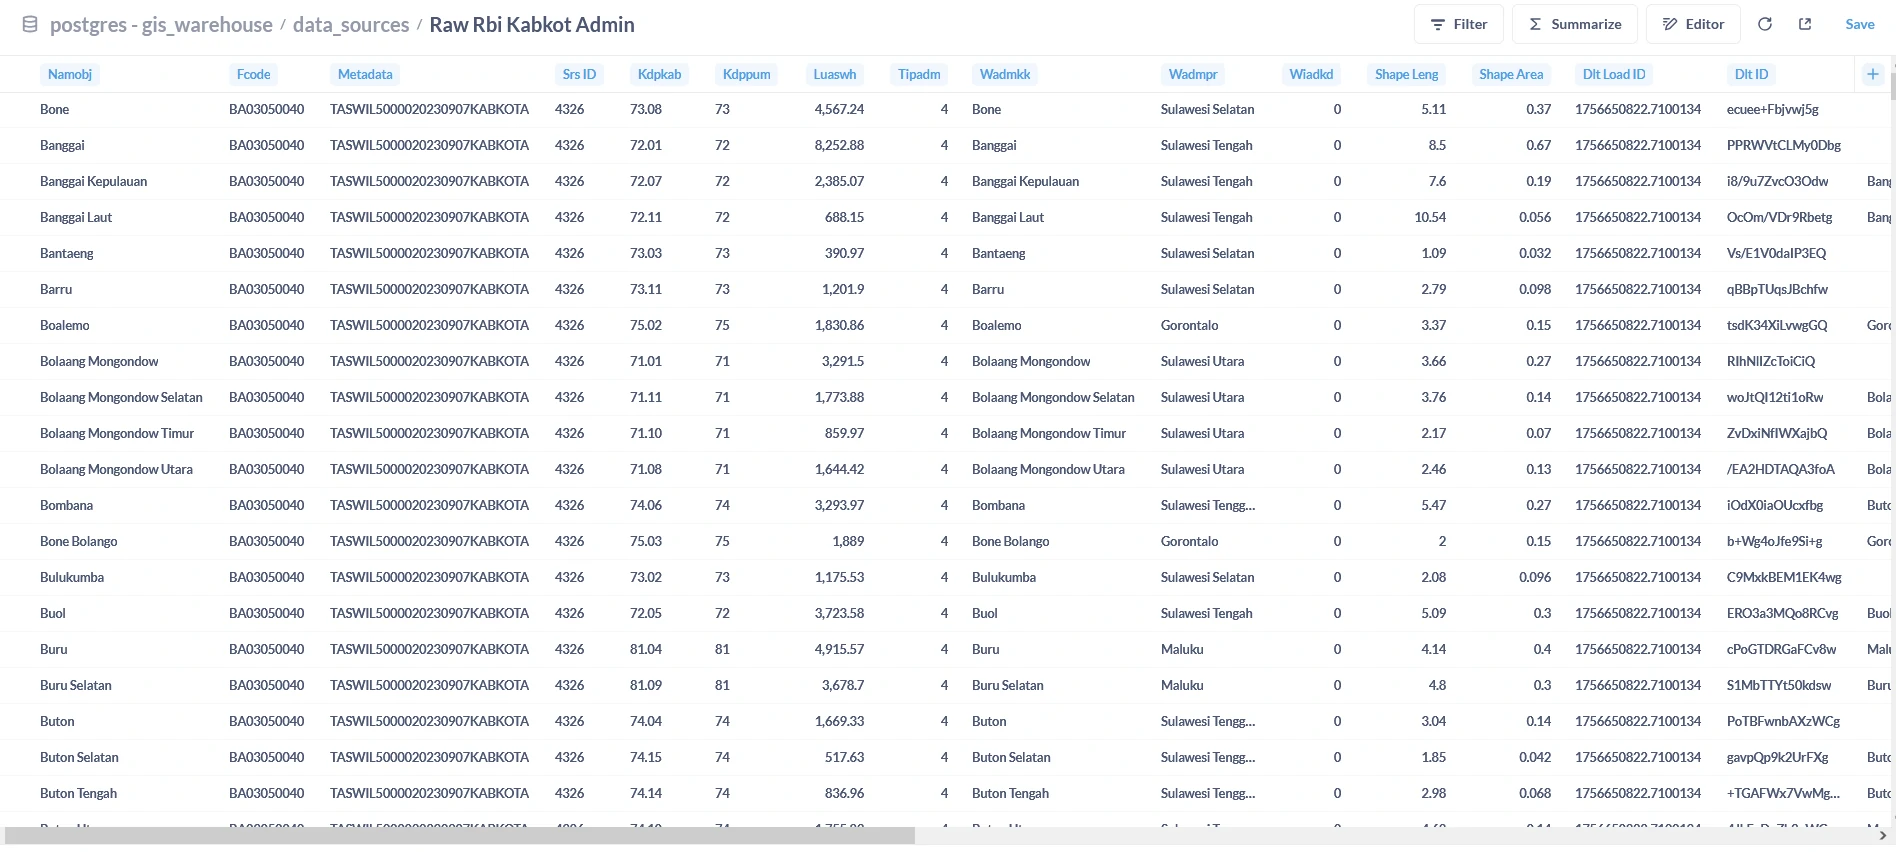 postgres - gis_warehouse / data_sources / Raw Rbi Kabkot Admin Filter Summarize Editor Save
Namobj Fcode Metadata Srs ID Kdpkab Kdppum Luaswh Tipadm Wadmkk Wadmpr Wiadkd Shape Leng Shape Area Dlt Load ID Dlt ID +
Bone BA03050040 TASWIL5000020230907KABKOTA 4326 73.08 73 4,567.24 4 Bone Sulawesi Selatan 0 5.11 0.37 1756650822.7100134 ecuee+Fbjvwj5g
Banggai BA03050040 TASWIL5000020230907KABKOTA 4326 72.01 72 8,252.88 4 Banggai Sulawesi Tengah 0 8.5 0.67 1756650822.7100134 PPRWVtCLMy0Dbg
Banggai Kepulauan BA03050040 TASWIL5000020230907KABKOTA 4326 72.07 72 2,385.07 4 Banggai Kepulauan Sulawesi Tengah 0 7.6 0.19 1756650822.7100134 i8/9u7ZvcO3Odw Bang
Banggai Laut BA03050040 TASWIL5000020230907KABKOTA 4326 72.11 72 688.15 4 Banggai Laut Sulawesi Tengah 0 10.54 0.056 1756650822.7100134 OcOm/VDr9Rbetg Bang
Bantaeng BA03050040 TASWIL5000020230907KABKOTA 4326 73.03 73 390.97 4 Bantaeng Sulawesi Selatan 0 1.09 0.032 1756650822.7100134 Vs/E1V0daIP3EQ
Barru BA03050040 TASWIL5000020230907KABKOTA 4326 73.11 73 1,201.9 4 Barru Sulawesi Selatan 0 2.79 0.098 1756650822.7100134 qBBpTUqsJBchfw
Boalemo BA03050040 TASWIL5000020230907KABKOTA 4326 75.02 75 1,830.86 4 Boalemo Gorontalo 0 3.37 0.15 1756650822.7100134 tsdK34XiLvwgGQ Goro
Bolaang Mongondow BA03050040 TASWIL5000020230907KABKOTA 4326 71.01 71 3,291.5 4 Bolaang Mongondow Sulawesi Utara 0 3.66 0.27 1756650822.7100134
Bolaang Mongondow Selatan BA03050040 TASWIL5000020230907KABKOTA 4326 71.11 71 1,773.88 4 Bolaang Mongondow Selatan Sulawesi Utara 0 3.76 0.14 1756650822.7100134 Bola
Bolaang Mongondow Timur BA03050040 TASWIL5000020230907KABKOTA 4326 71.10 71 859.97 4 Bolaang Mongondow Timur Sulawesi Utara 0 2.17 0.07 1756650822.7100134 Bola
Bolaang Mongondow Utara BA03050040 TASWIL5000020230907KABKOTA 4326 71.08 71 1,644.42 4 Bolaang Mongondow Utara Sulawesi Utara 0 2.46 0.13 1756650822.7100134 /EA2HDTAQA3foA Bola
Bombana BA03050040 TASWIL5000020230907KABKOTA 4326 74.06 74 3,293.97 4 Bombana Sulawesi Tengg... 0 5.47 0.27 1756650822.7100134 iOdX0iaOUcxfbg Buto
Bone Bolango BA03050040 TASWIL5000020230907KABKOTA 4326 75.03 75 1,889 4 Bone Bolango Gorontalo 0 2 0.15 1756650822.7100134 b+Wg4oJfe9Si+g Goro
Bulukumba BA03050040 TASWIL5000020230907KABKOTA 4326 73.02 73 1,175.53 4 Bulukumba Sulawesi Selatan 0 2.08 0.096 1756650822.7100134 C9MxkBEM1EK4wg
Buol BA03050040 TASWIL5000020230907KABKOTA 4326 72.05 72 3,723.58 4 Buol Sulawesi Tengah 0 5.09 0.3 1756650822.7100134 ERO3a3MQo8RCvg Buol
Buru BA03050040 TASWIL5000020230907KABKOTA 4326 81.04 81 4,915.57 4 Buru Maluku 0 4.14 0.4 1756650822.7100134 cPoGTDRGaFCv8w Malu
Buru Selatan BA03050040 TASWIL5000020230907KABKOTA 4326 81.09 81 3,678.7 4 Buru Selatan Maluku 0 4.8 0.3 1756650822.7100134 S1MbTTYt50kdsw Buru
Buton BA03050040 TASWIL5000020230907KABKOTA 4326 74.04 74 1,669.33 4 Buton Sulawesi Tengg... 0 3.04 0.14 1756650822.7100134 PoTBFwnbAXzWCg
Buton Selatan BA03050040 TASWIL5000020230907KABKOTA 4326 74.15 74 517.63 4 Buton Selatan Sulawesi Tengg... 0 1.85 0.042 1756650822.7100134 gavpQp9k2UrFXg Buto
Buton Tengah BA03050040 TASWIL5000020230907KABKOTA 4326 74.14 74 836.96 4 Buton Tengah Sulawesi Tengg... 0 2.98 0.068 1756650822.7100134 +TGAFWx7VwMg... Buto